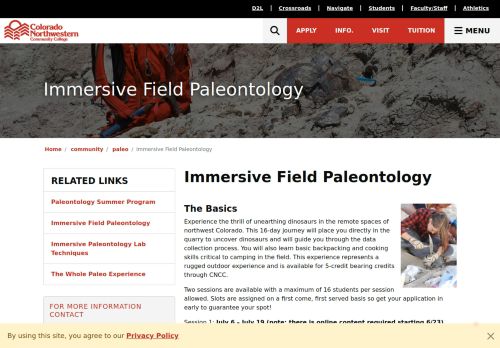 D2L | Crossroads | Navigate | Students | Faculty/Staff | Athletics
Colorado
Northwestern
Community College
APPLY INFO. VISIT TUITION MENU
Immersive Field Paleontology
Home / community / paleo / Immersive Field Paleontology
RELATED LINKS
Paleontology Summer Program
Immersive Field Paleontology
Immersive Paleontology Lab
Techniques
The Whole Paleo Experience
FOR MORE INFORMATION
CONTACT
Immersive Field Paleontology
The Basics
Experience the thrill of unearthing dinosaurs in the remote spaces of
northwest Colorado. This 16-day journey will place you directly in the
quarry to uncover dinosaurs and will guide you through the data
collection process. You will also learn basic backpacking and cooking
skills critical to camping in the field. This experience represents a
rugged outdoor experience and is available for 5-credit bearing credits
through CNCC.
Two sessions are available with a maximum of 16 students per session
allowed. Slots are assigned on a first come, first served basis so get your application in
early to guarantee your spot!
Session 1: July 6 – July 19 (note: there is online content required starting 6/23)
By using this site, you agree to our Privacy Policy